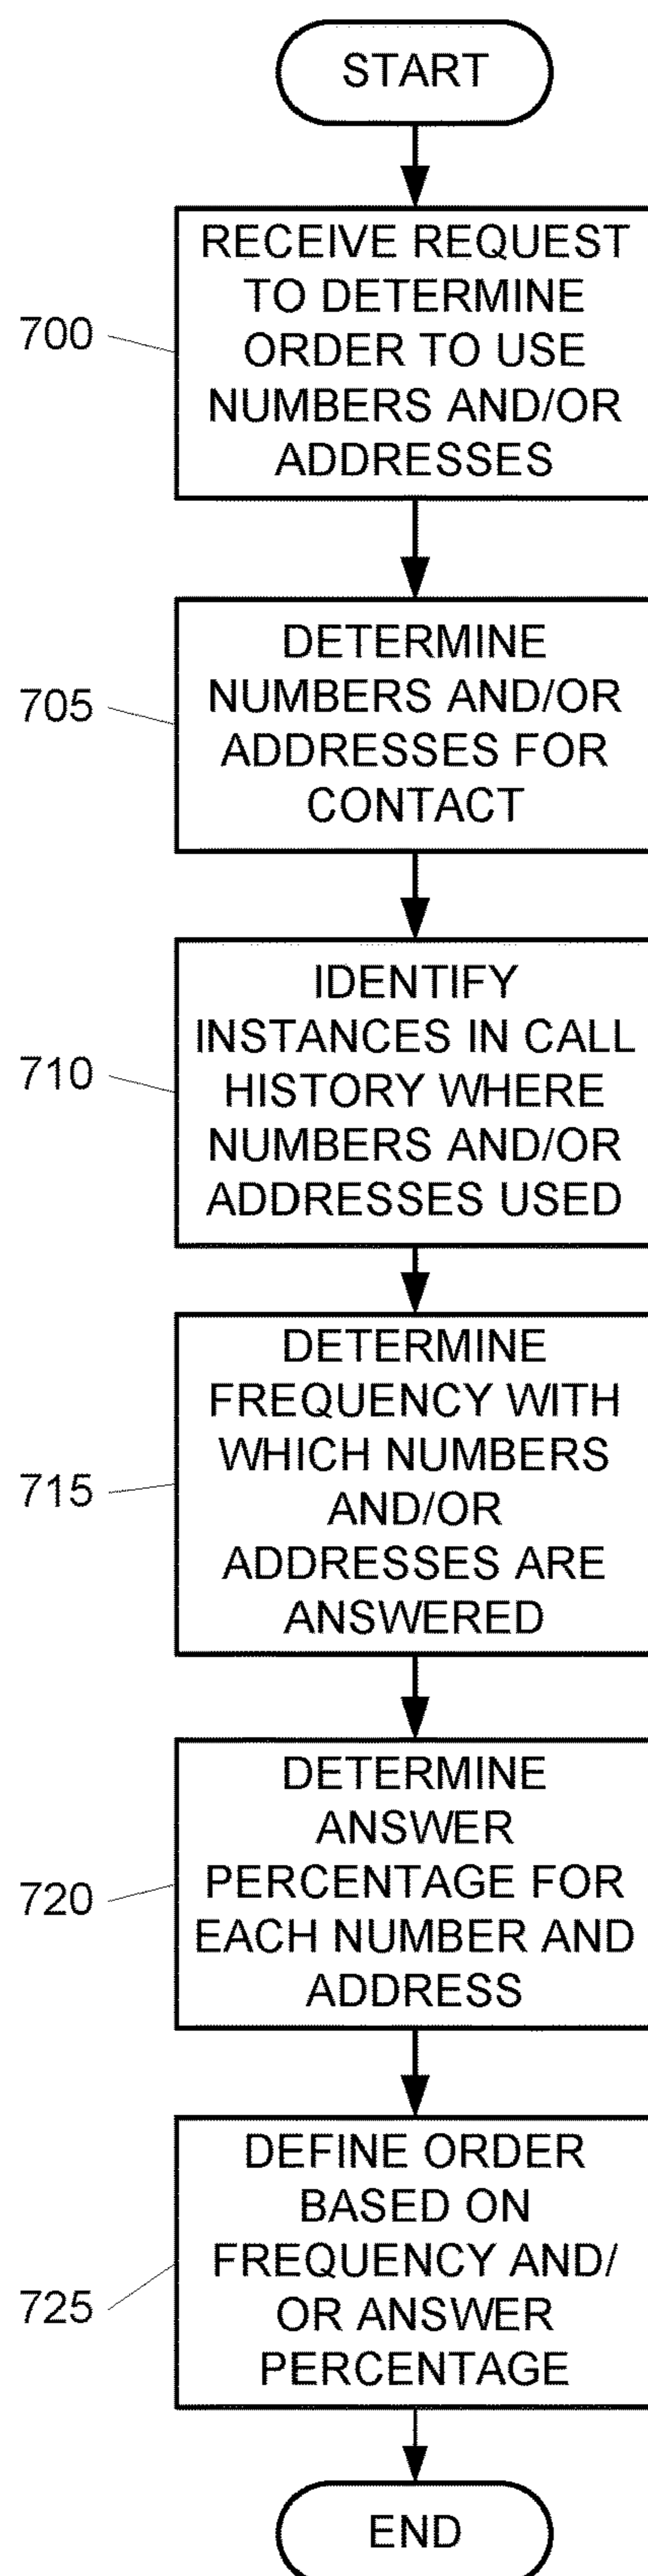 START
RECEIVE REQUEST
TO DETERMINE
ORDER TO USE
NUMBERS AND/OR
ADDRESSES
700
DETERMINE
NUMBERS AND/OR
ADDRESSES FOR
CONTACT
705
IDENTIFY
INSTANCES IN CALL
HISTORY WHERE
NUMBERS AND/OR
ADDRESSES USED
710
DETERMINE
FREQUENCY WITH
WHICH NUMBERS
AND/OR
ADDRESSES ARE
ANSWERED
715
DETERMINE
ANSWER
PERCENTAGE FOR
EACH NUMBER AND
ADDRESS
720
DEFINE ORDER
BASED ON
FREQUENCY AND/
OR ANSWER
PERCENTAGE
725
END